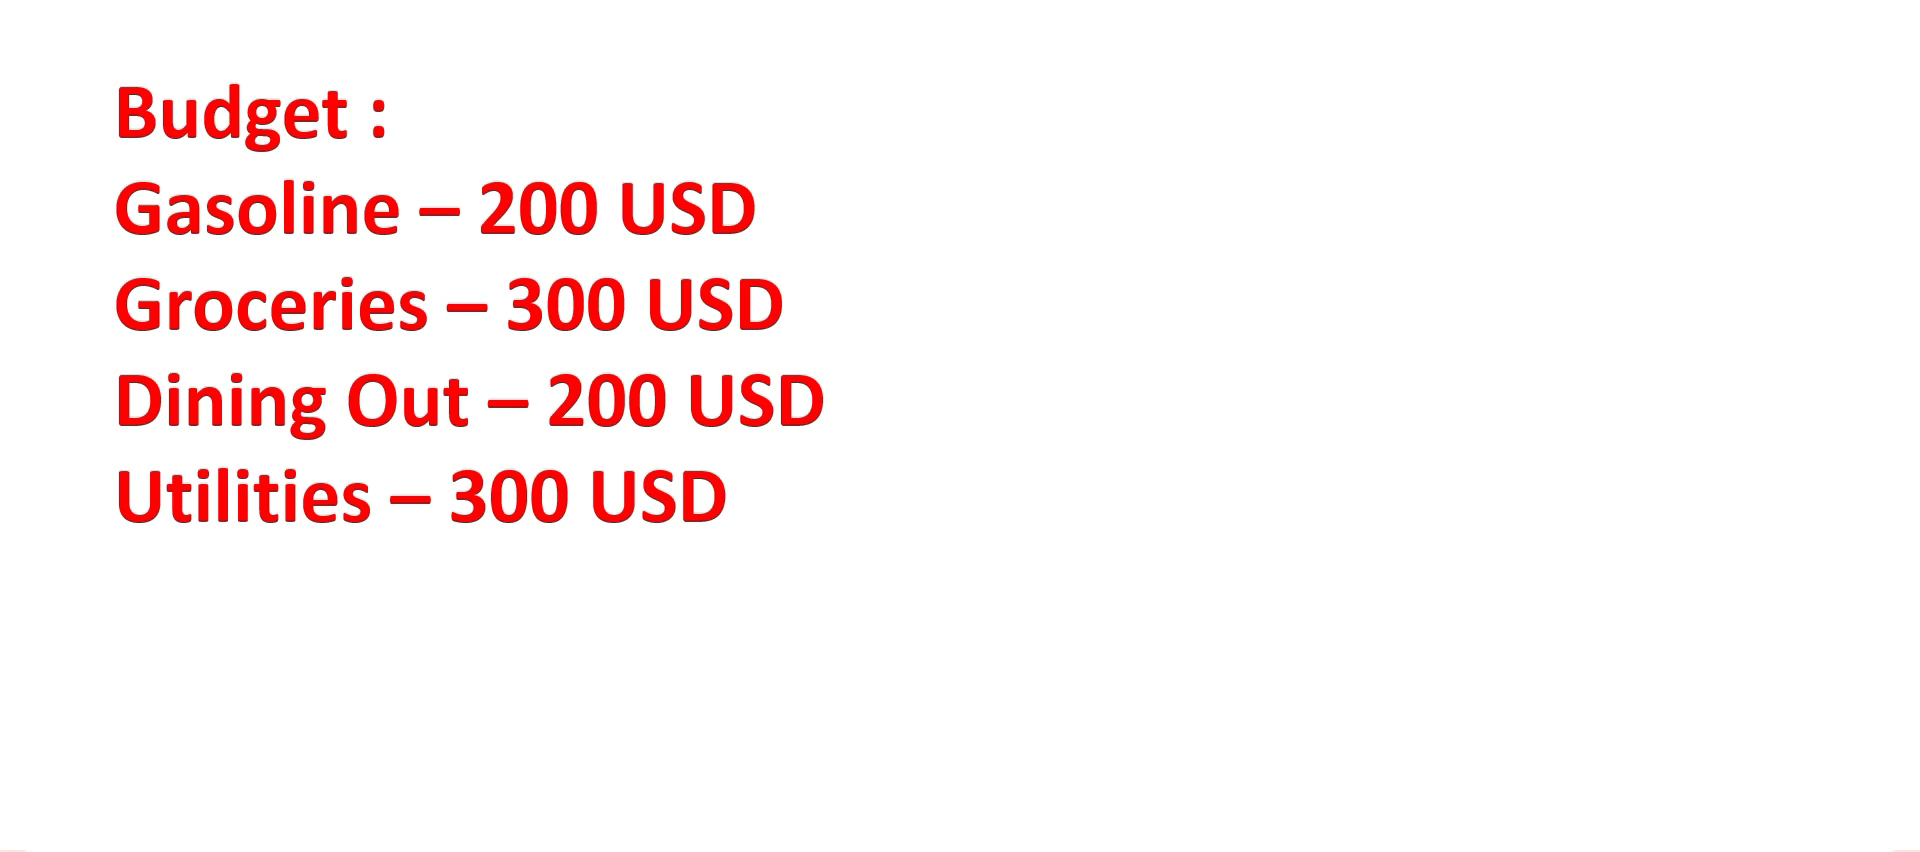 Budget :
Gasoline – 200 USD
Groceries – 300 USD
Dining Out – 200 USD
Utilities – 300 USD